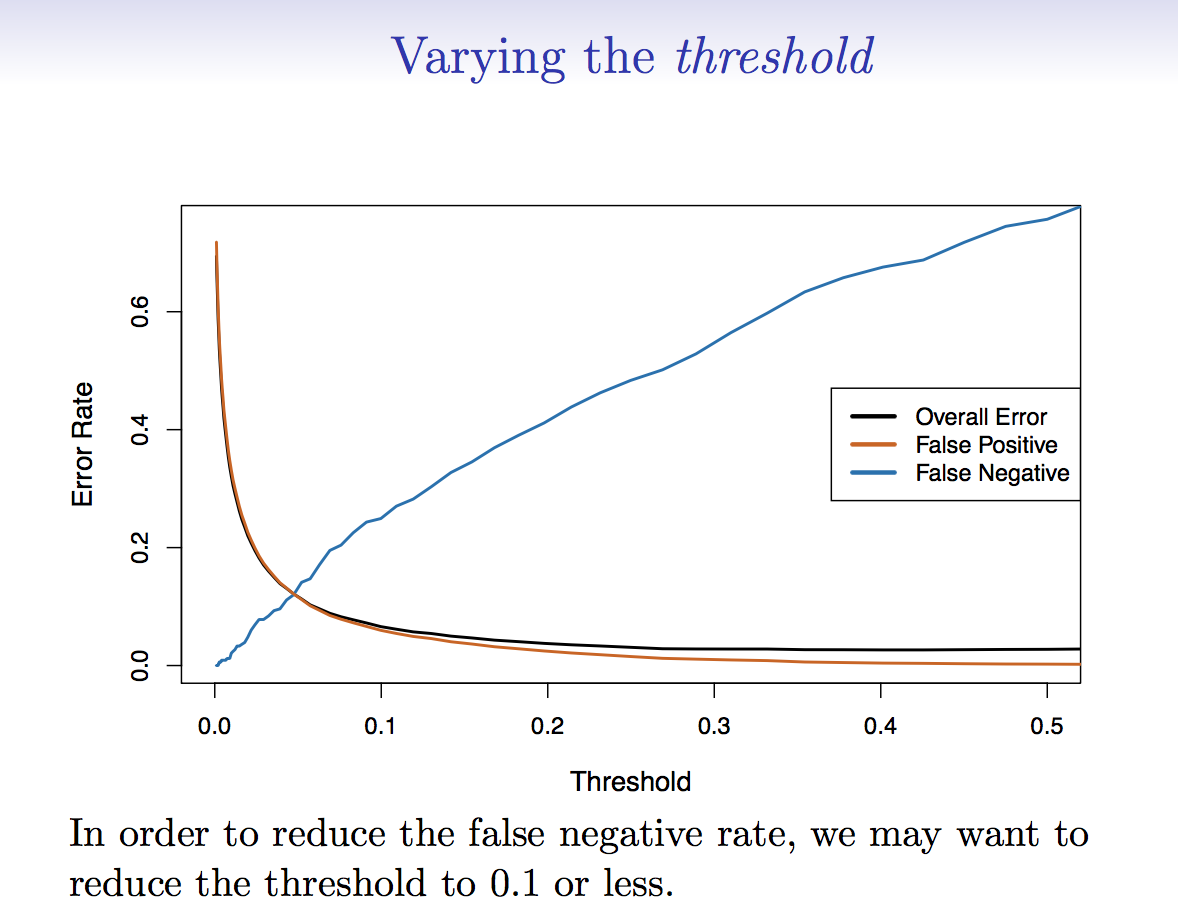 Varying the threshold
Error Rate
0.6
0.4
0.2
0.0
Overall Error
False Positive
False Negative
0.0 0.1 0.2 0.3 0.4 0.5
Threshold
In order to reduce the false negative rate, we may want to
reduce the threshold to 0.1 or less.